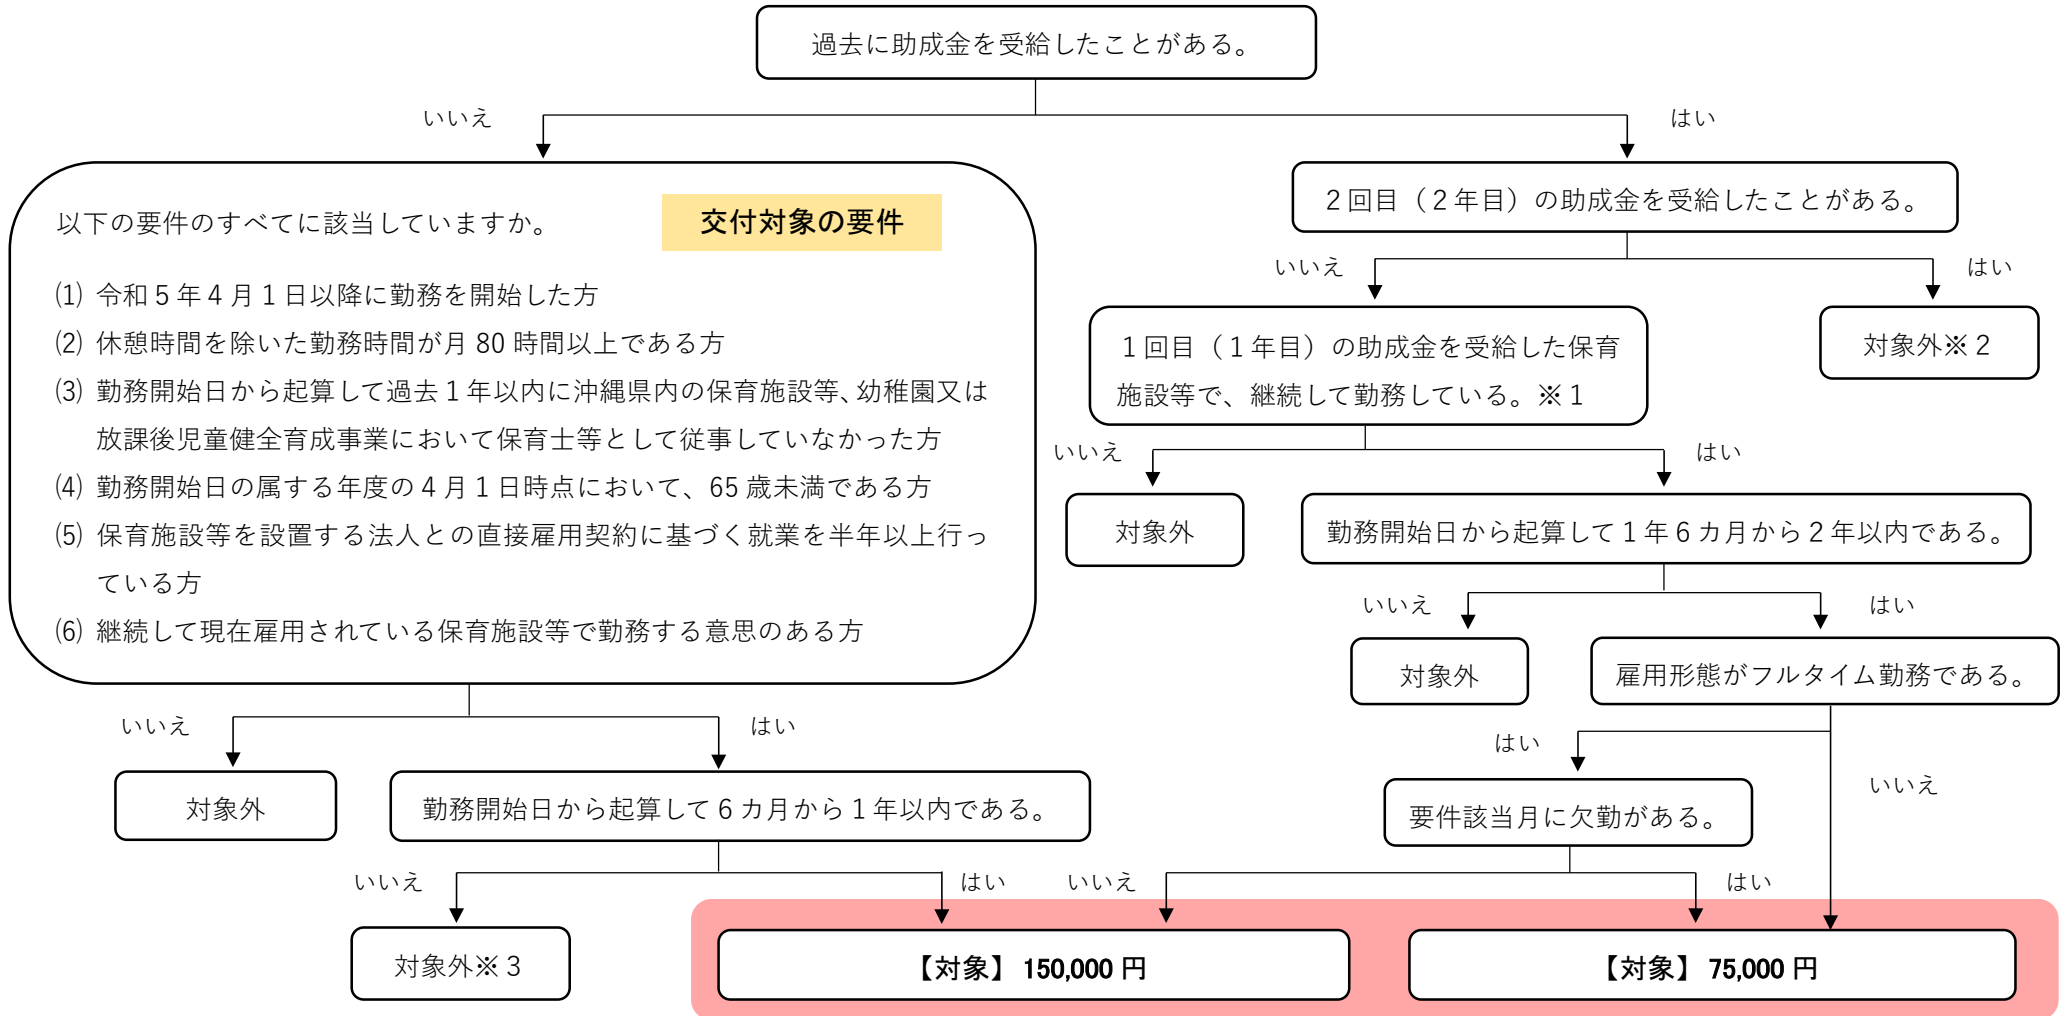 過去に助成金を受給したことがある。
いいえ
はい
以下の要件のすべてに該当していますか。
交付対象の要件
⑴ 令和５年４月１日以降に勤務を開始した方
⑵ 休憩時間を除いた勤務時間が月 80 時間以上である方
⑶ 勤務開始日から起算して過去１年以内に沖縄県内の保育施設等、幼稚園又は
放課後児童健全育成事業において保育士等として従事していなかった方
⑷ 勤務開始日の属する年度の４月１日時点において、65 歳未満である方
⑸ 保育施設等を設置する法人との直接雇用契約に基づく就業を半年以上行っ
ている方
⑹ 継続して現在雇用されている保育施設等で勤務する意思のある方
２回目（２年目）の助成金を受給したことがある。
いいえ
はい
１回目（１年目）の助成金を受給した保育
施設等で、継続して勤務している。※１
対象外※２
いいえ
はい
対象外
勤務開始日から起算して１年６カ月から２年以内である。
いいえ
はい
対象外
雇用形態がフルタイム勤務である。
いいえ
はい
はい
いいえ
対象外
勤務開始日から起算して６カ月から１年以内である。
要件該当月に欠勤がある。
いいえ
はい
いいえ
はい
対象外※３
【対象】 150,000 円
【対象】 75,000 円